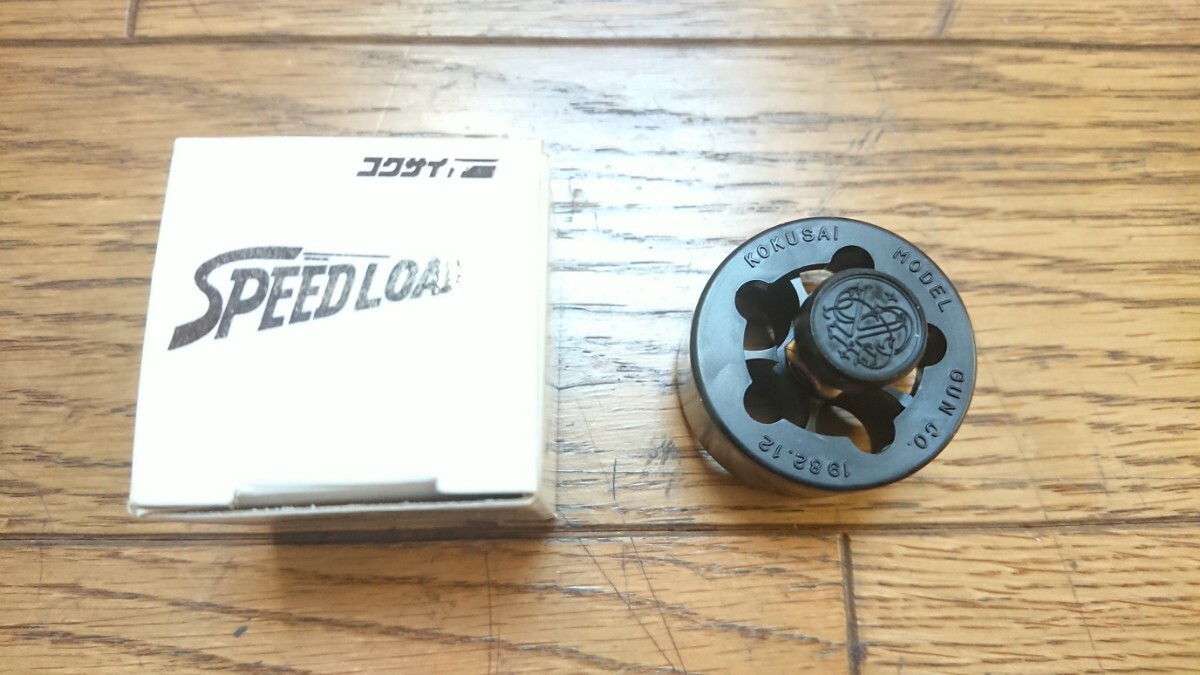 コクサイ
SPEEDLOAD
KOKUSAI MODEL GUN CO.
1982.12